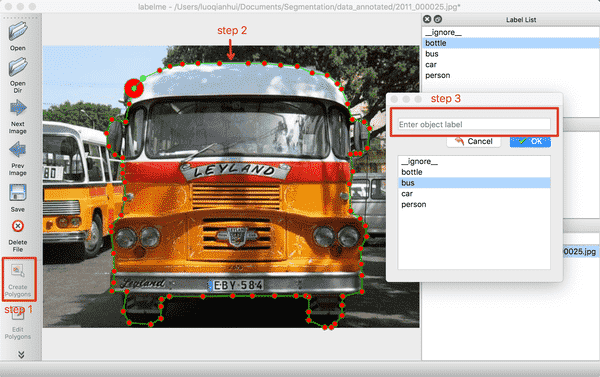 labelme - /Users/luoqianhui/Documents/Segmentation/data_annotated/2011_000025.jpg*
step 2
Label List
Open
__ignore__
bottle
bus
car
person
Open
Dir
step 3
Enter object label
Cancel
OK
Next
Image
__ignore__
bottle
bus
car
person
Prev
Image
LEYLAND
80
Save
Delete
File
00025.jpg
Create
Polygons
Leyland
EBY·584
step 1
Edit
Polygons